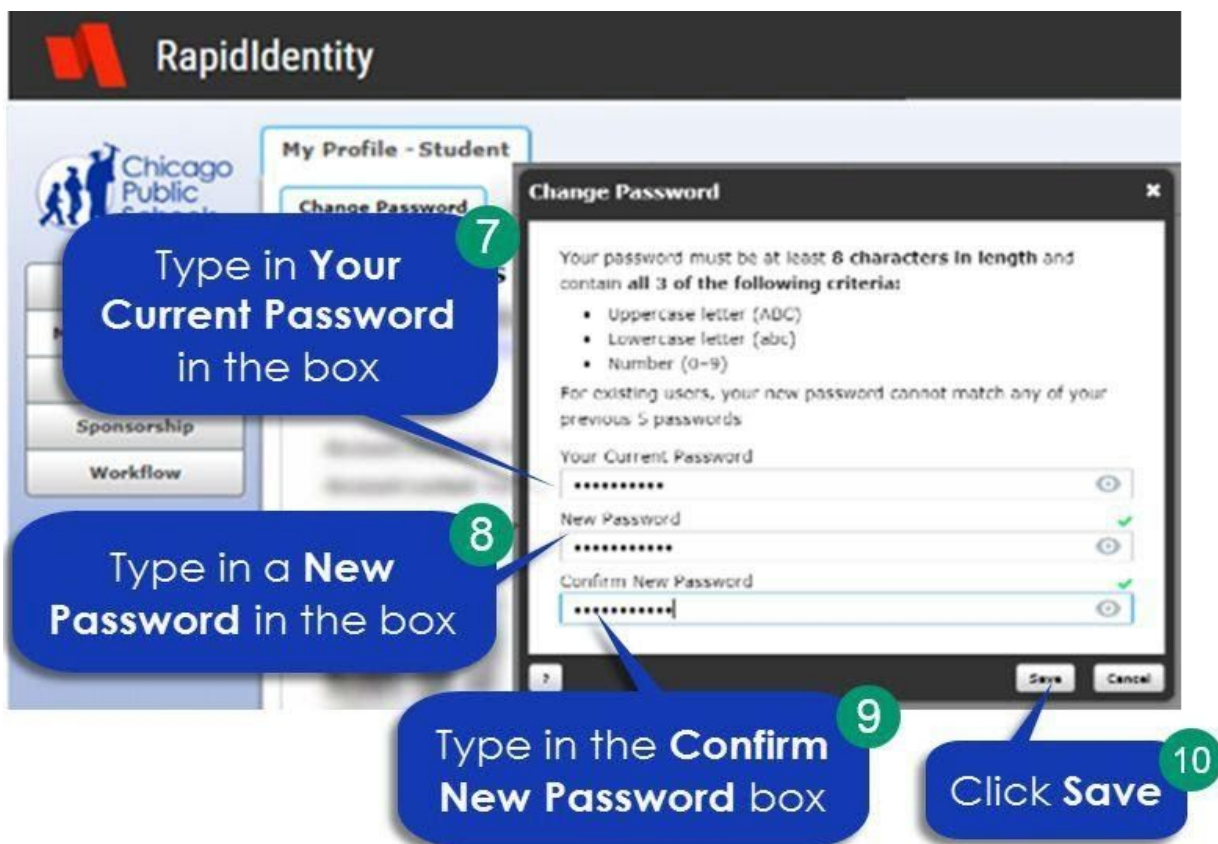 RapidIdentity
Chicago
Public
My Profile - Student
Change Password
Sponsorship
Workflow
7
Type in Your
Current Password
in the box
8
Type in a New
Password in the box
Change Password
Your password must be at least 8 characters in length and
contain all 3 of the following criteria:
• Uppercase letter (ABC)
• Lowercase letter (abc)
• Number (0-9)
For existing users, your new password cannot match any of your
previous 5 passwords
Your Current Password
••••••••••
New Password
•••••••••••
Confirm New Password
•••••••••••
?
Save
Cancel
9
Type in the Confirm
New Password box
10
Click Save